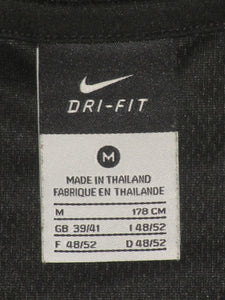 DRI-FIT
M
MADE IN THAILAND
FABRIQUE EN THAILANDE
M 178 CM
GB 39/41 I 48/52
F 48/52 D 48/52